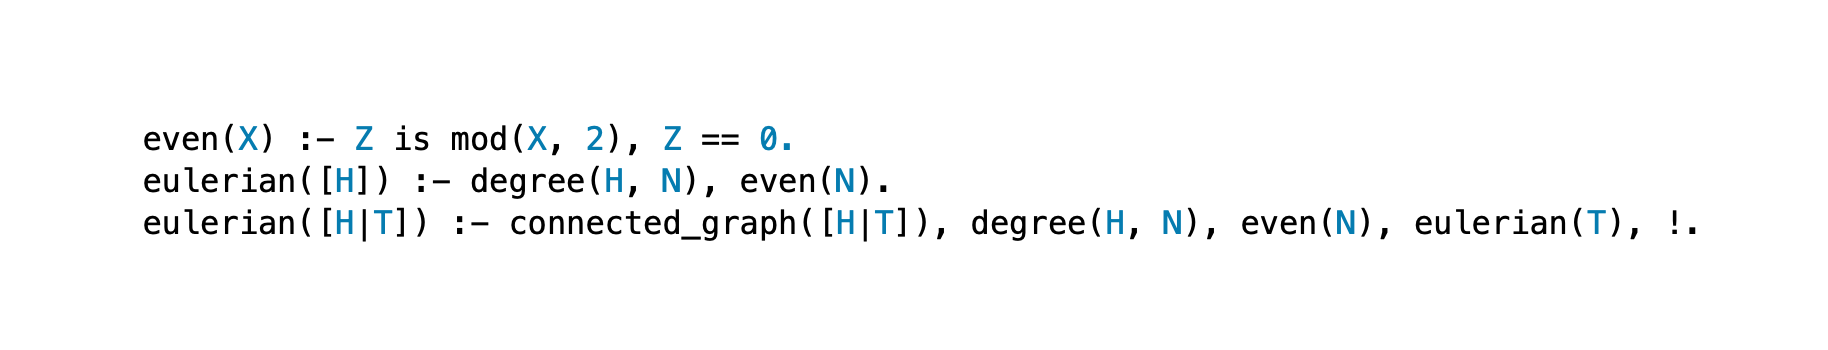 even(X) :- Z is mod(X, 2), Z == 0.
eulerian([H]) :- degree(H, N), even(N).
eulerian([H|T]) :- connected_graph([H|T]), degree(H, N), even(N), eulerian(T), !.